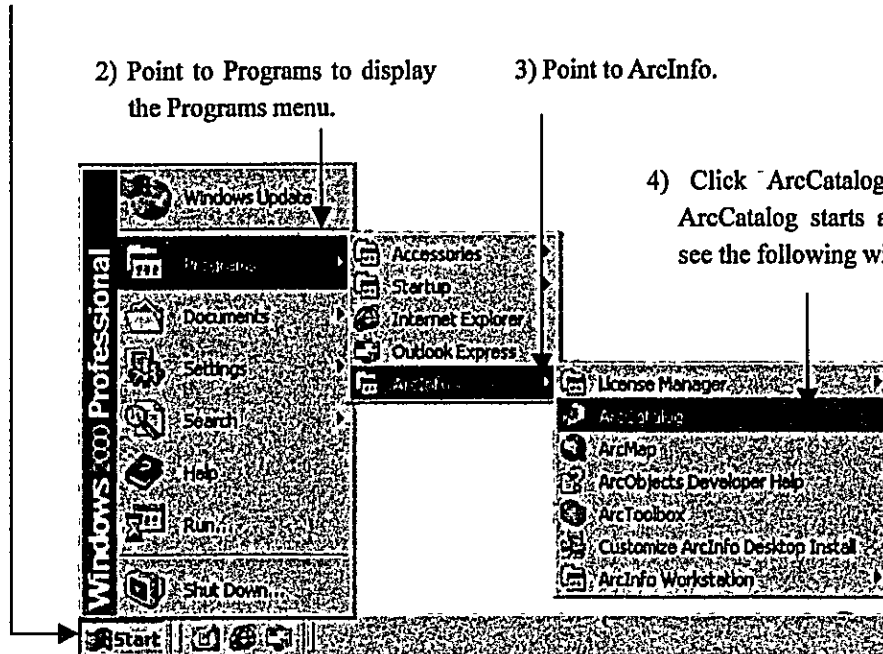 2) Point to Programs to display
the Programs menu.
3) Point to ArcInfo.
4) Click ArcCatalog
ArcCatalog starts a
see the following wi
Windows 2000 Professional
Windows Update
Programs
Documents
Settings
Search
Help
Run...
Shut Down...
Accessories
Startup
Internet Explorer
Outlook Express
ArcInfo
License Manager
ArcCatalog
ArcMap
ArcObjects Developer Help
ArcToolbox
Customize ArcInfo Desktop Install
ArcInfo Workstation
Start